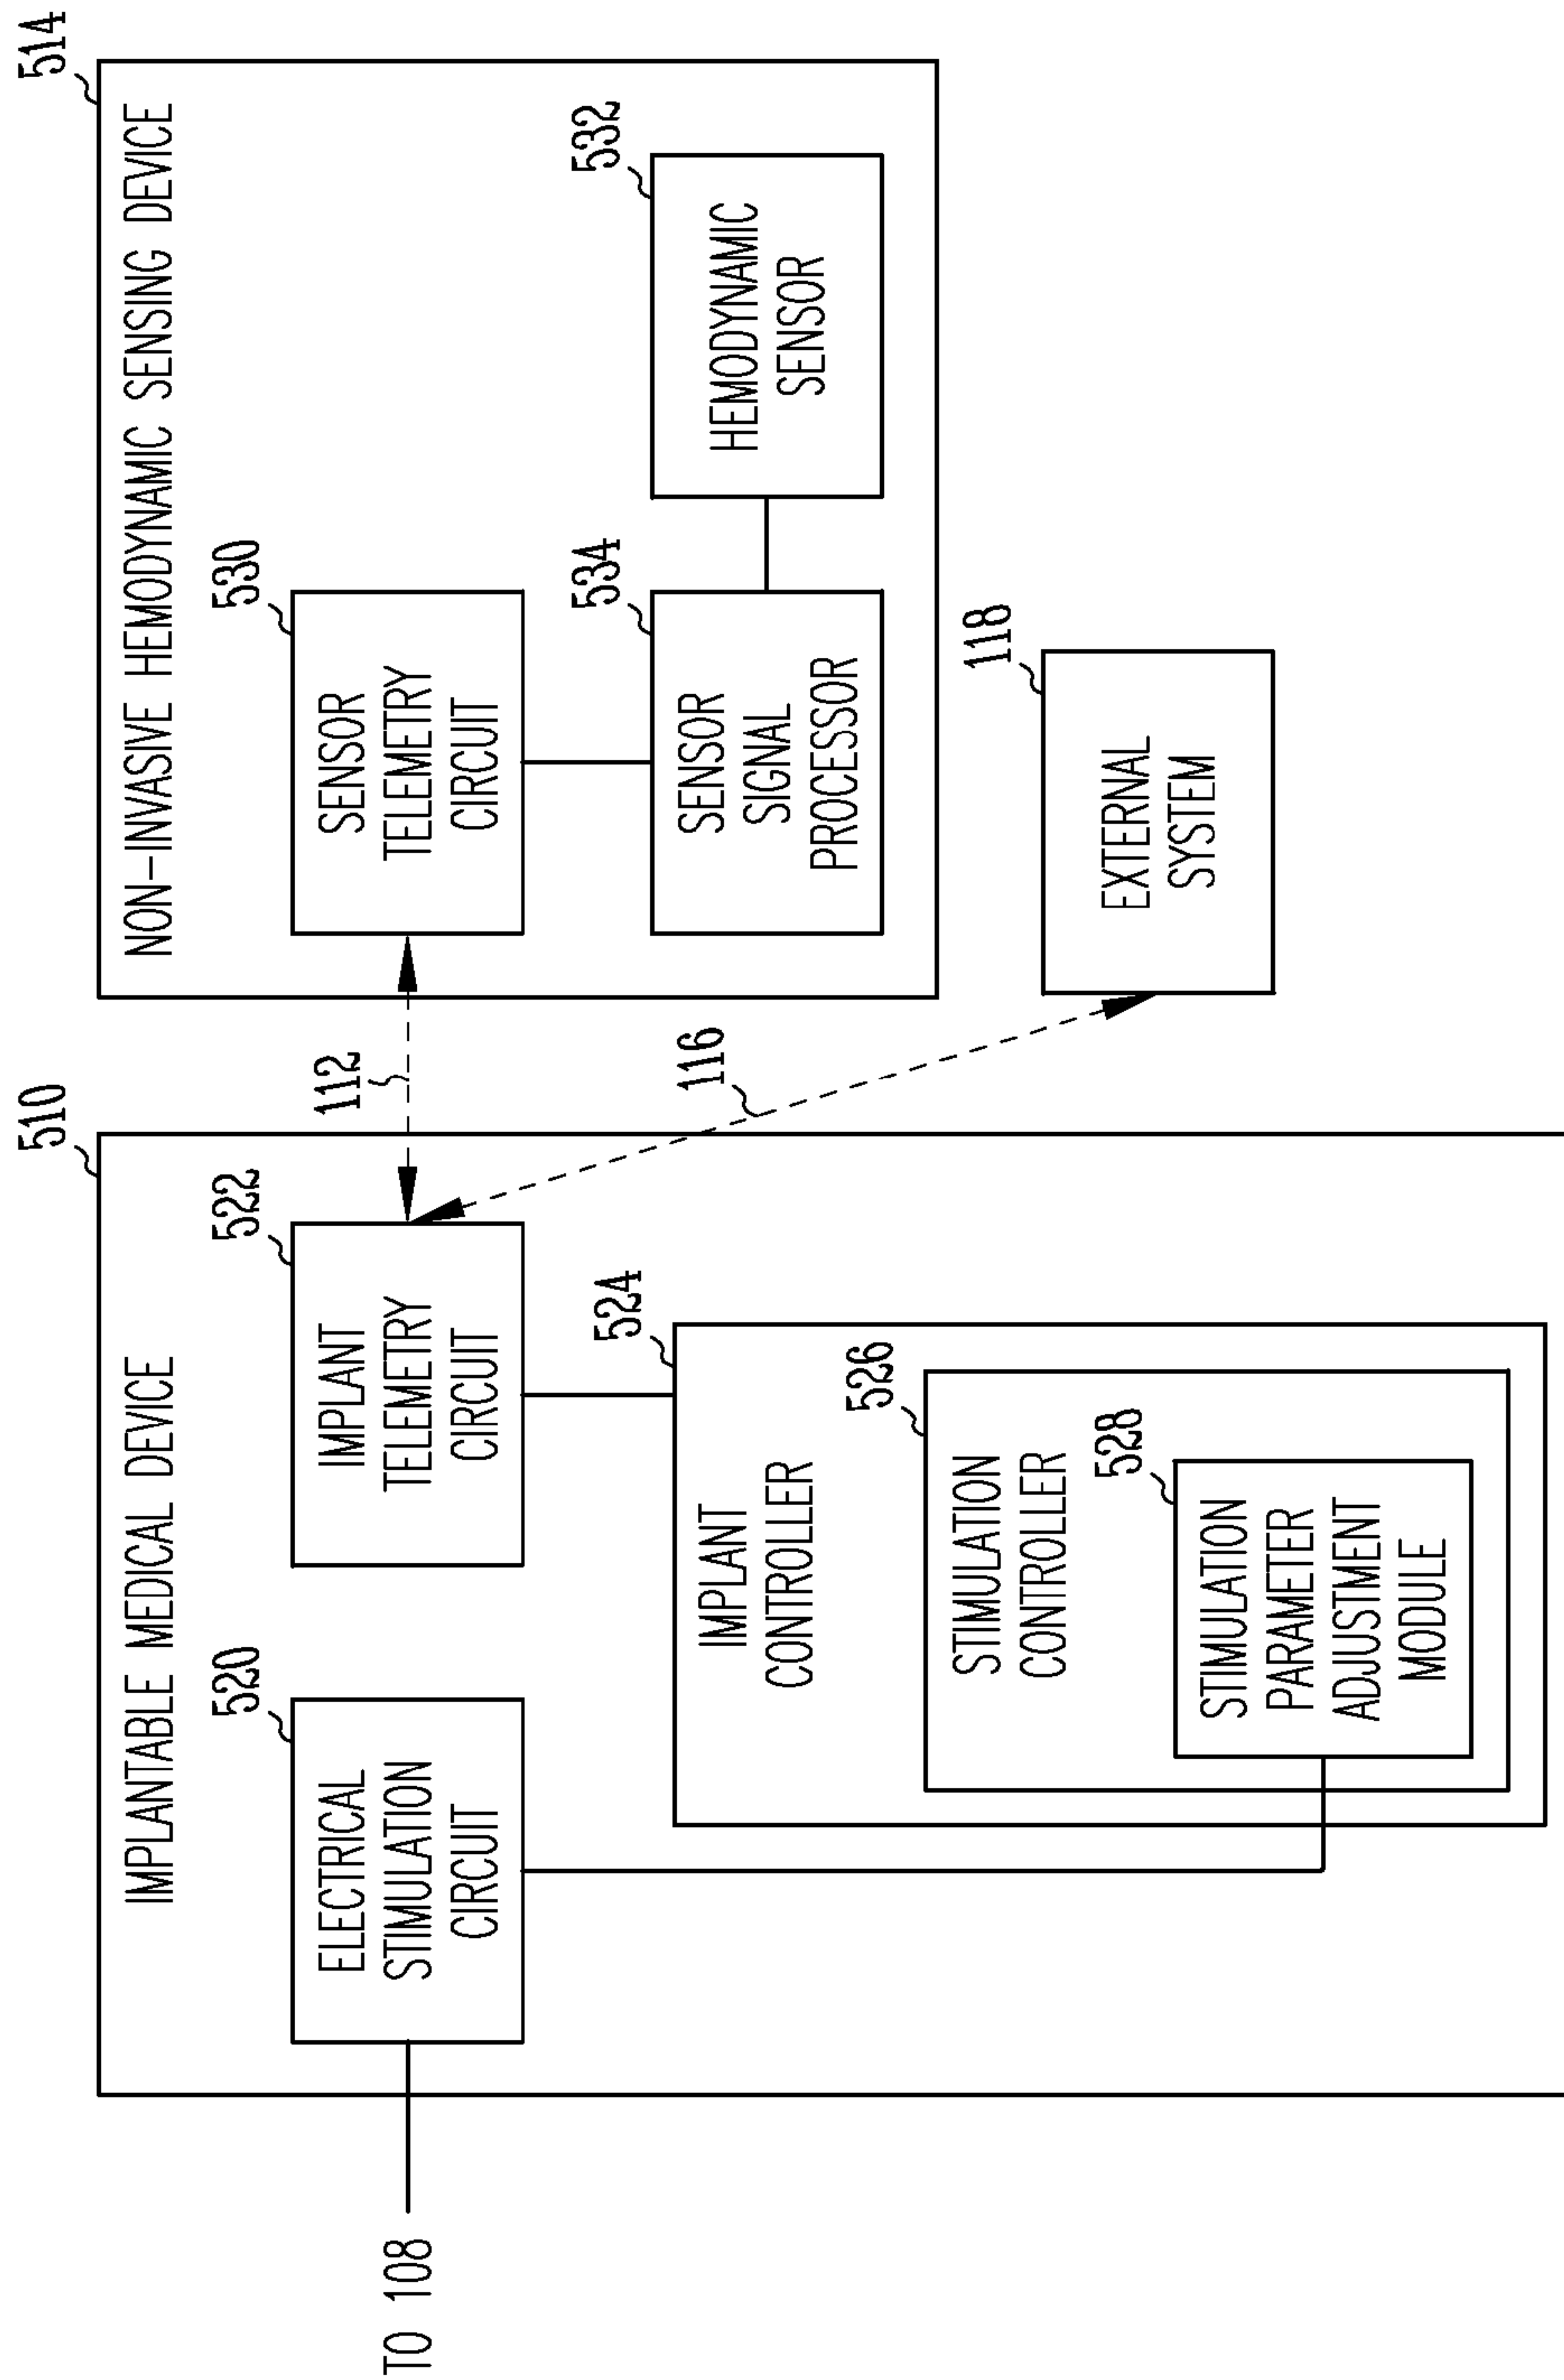 510
IMPLANTABLE MEDICAL DEVICE
520
ELECTRICAL
STIMULATION
CIRCUIT
TO 108
522
IMPLANT
TELEMETRY
CIRCUIT
524
IMPLANT
CONTROLLER
526
STIMULATION
CONTROLLER
528
STIMULATION
PARAMETER
ADJUSTMENT
MODULE
112
116
514
NON-INVASIVE HEMODYNAMIC SENSING DEVICE
530
SENSOR
TELEMETRY
CIRCUIT
534
SENSOR
SIGNAL
PROCESSOR
532
HEMODYNAMIC
SENSOR
118
EXTERNAL
SYSTEM